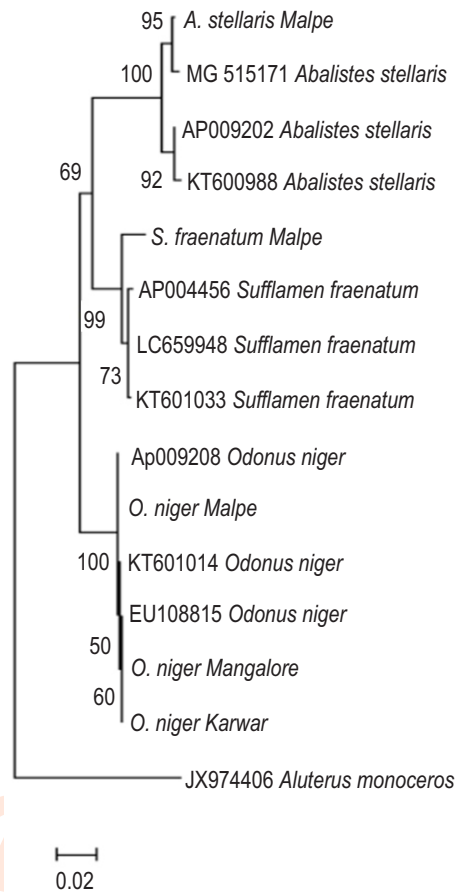 95
A. stellaris Malpe
100
MG 515171 Abalistes stellaris
AP009202 Abalistes stellaris
69
92
KT600988 Abalistes stellaris
S. fraenatum Malpe
AP004456 Sufflamen fraenatum
99
LC659948 Sufflamen fraenatum
73
KT601033 Sufflamen fraenatum
Ap009208 Odonus niger
O. niger Malpe
100
KT601014 Odonus niger
EU108815 Odonus niger
50
O. niger Mangalore
60
O. niger Karwar
JX974406 Aluterus monoceros
0.02